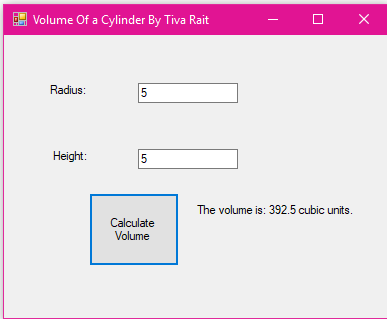 Volume Of a Cylinder By Tiva Rait
Radius:
5
Height:
5
Calculate
Volume
The volume is: 392.5 cubic units.